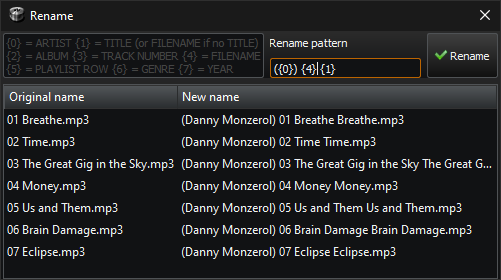 Rename
{0} = ARTIST {1} = TITLE (or FILENAME if no TITLE)
{2} = ALBUM {3} = TRACK NUMBER {4} = FILENAME
{5} = PLAYLIST ROW {6} = GENRE {7} = YEAR
Rename pattern
({0}) {4} {1}
Rename
Original name New name
01 Breathe.mp3 (Danny Monzerol) 01 Breathe Breathe.mp3
02 Time.mp3 (Danny Monzerol) 02 Time Time.mp3
03 The Great Gig in the Sky.mp3 (Danny Monzerol) 03 The Great Gig in the Sky The Great G...
04 Money.mp3 (Danny Monzerol) 04 Money Money.mp3
05 Us and Them.mp3 (Danny Monzerol) 05 Us and Them Us and Them.mp3
06 Brain Damage.mp3 (Danny Monzerol) 06 Brain Damage Brain Damage.mp3
07 Eclipse.mp3 (Danny Monzerol) 07 Eclipse Eclipse.mp3